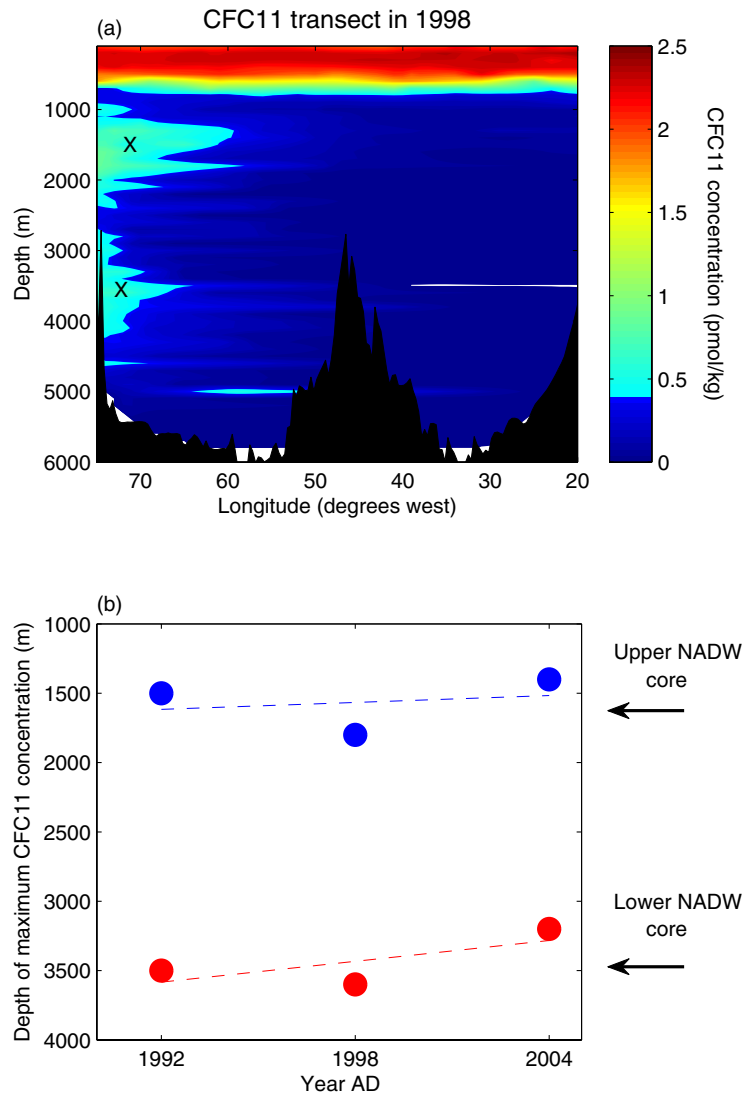 (a)
CFC11 transect in 1998
1000
2000
3000
4000
5000
6000
Depth (m)
X
X
70
60
50
40
30
20
Longitude (degrees west)
2.5
2
1.5
1
0.5
0
CFC11 concentration (pmol/kg)
(b)
1000
1500
2000
2500
3000
3500
4000
Depth of maximum CFC11 concentration (m)
1992
1998
2004
Year AD
Upper NADW
core
Lower NADW
core